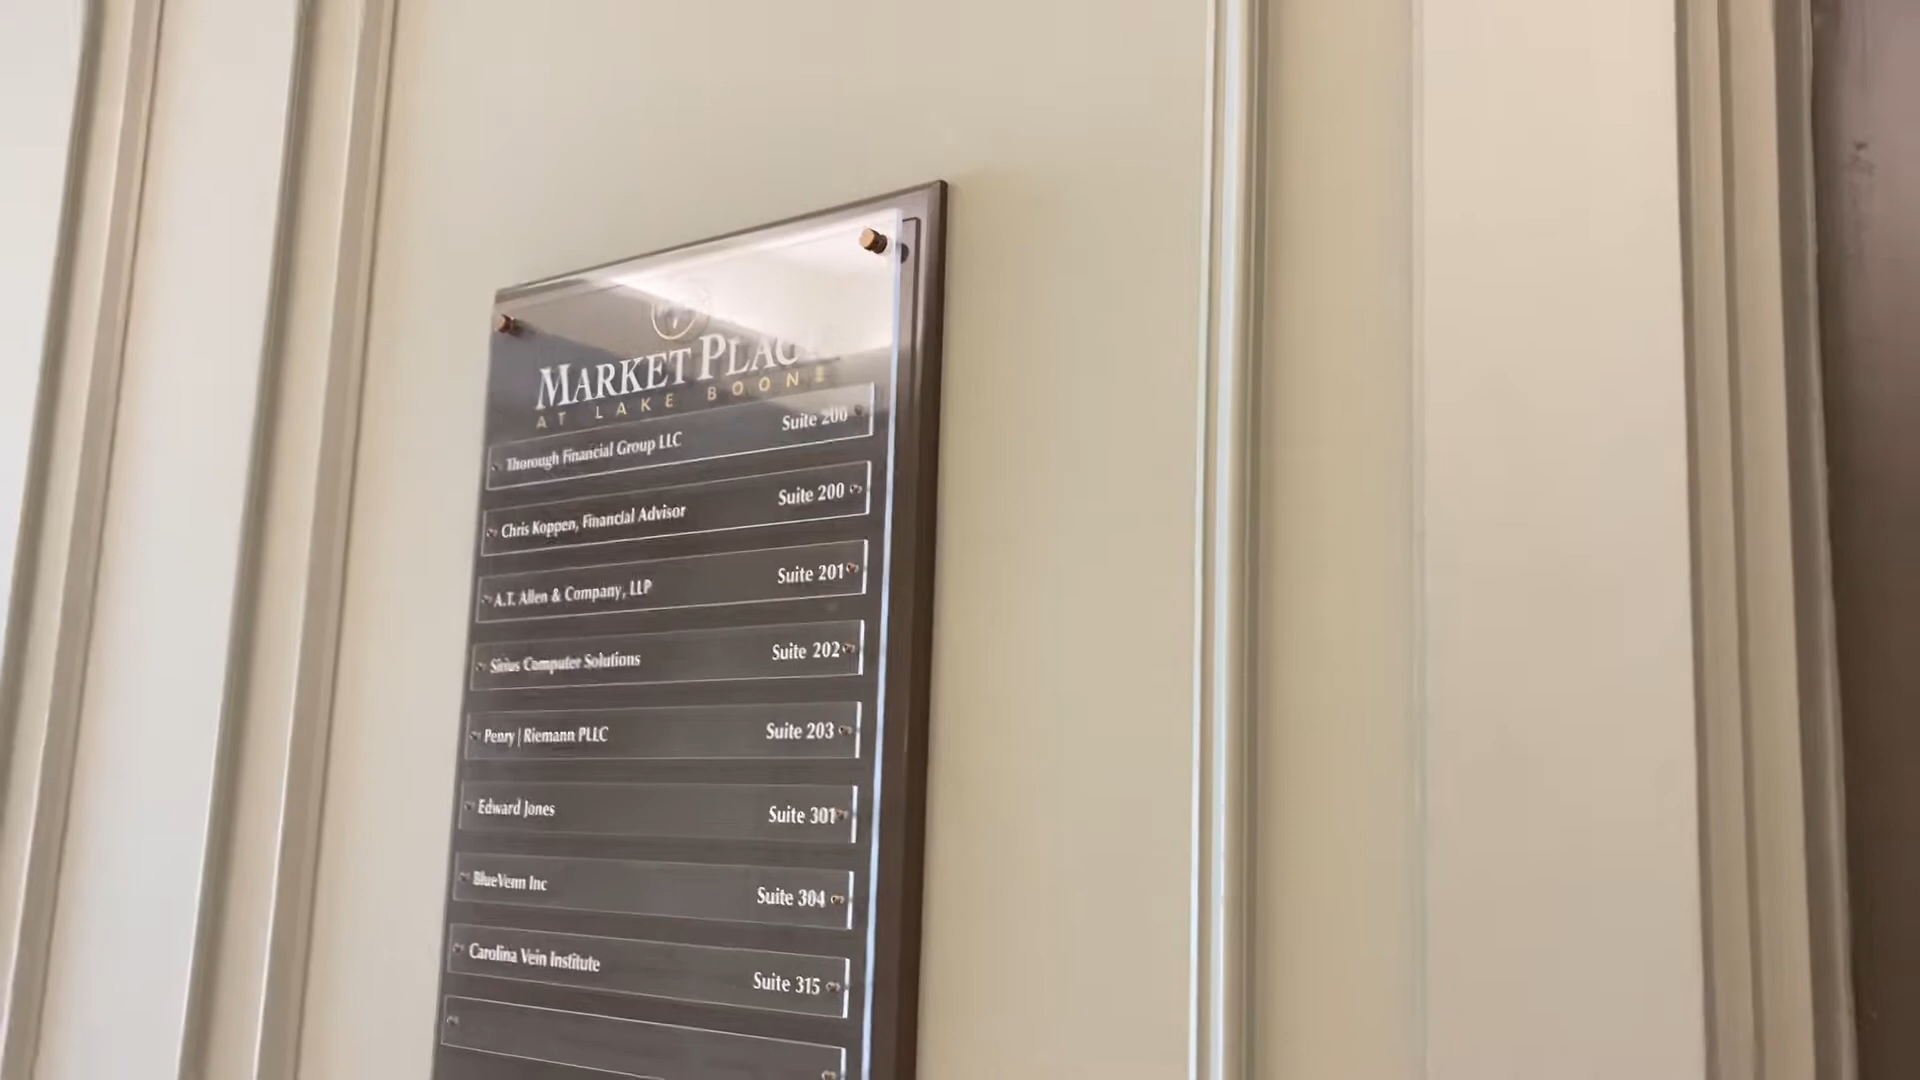 MARKET PLACE
AT LAKE BOONE
Thorough Financial Group LLC Suite 200
Chris Koppen, Financial Advisor Suite 200
A.T. Allen & Company, LLP Suite 201
Sirius Computer Solutions Suite 202
Penry | Riemann PLLC Suite 203
Edward Jones Suite 301
BlueVenn Inc Suite 304
Carolina Vein Institute Suite 315